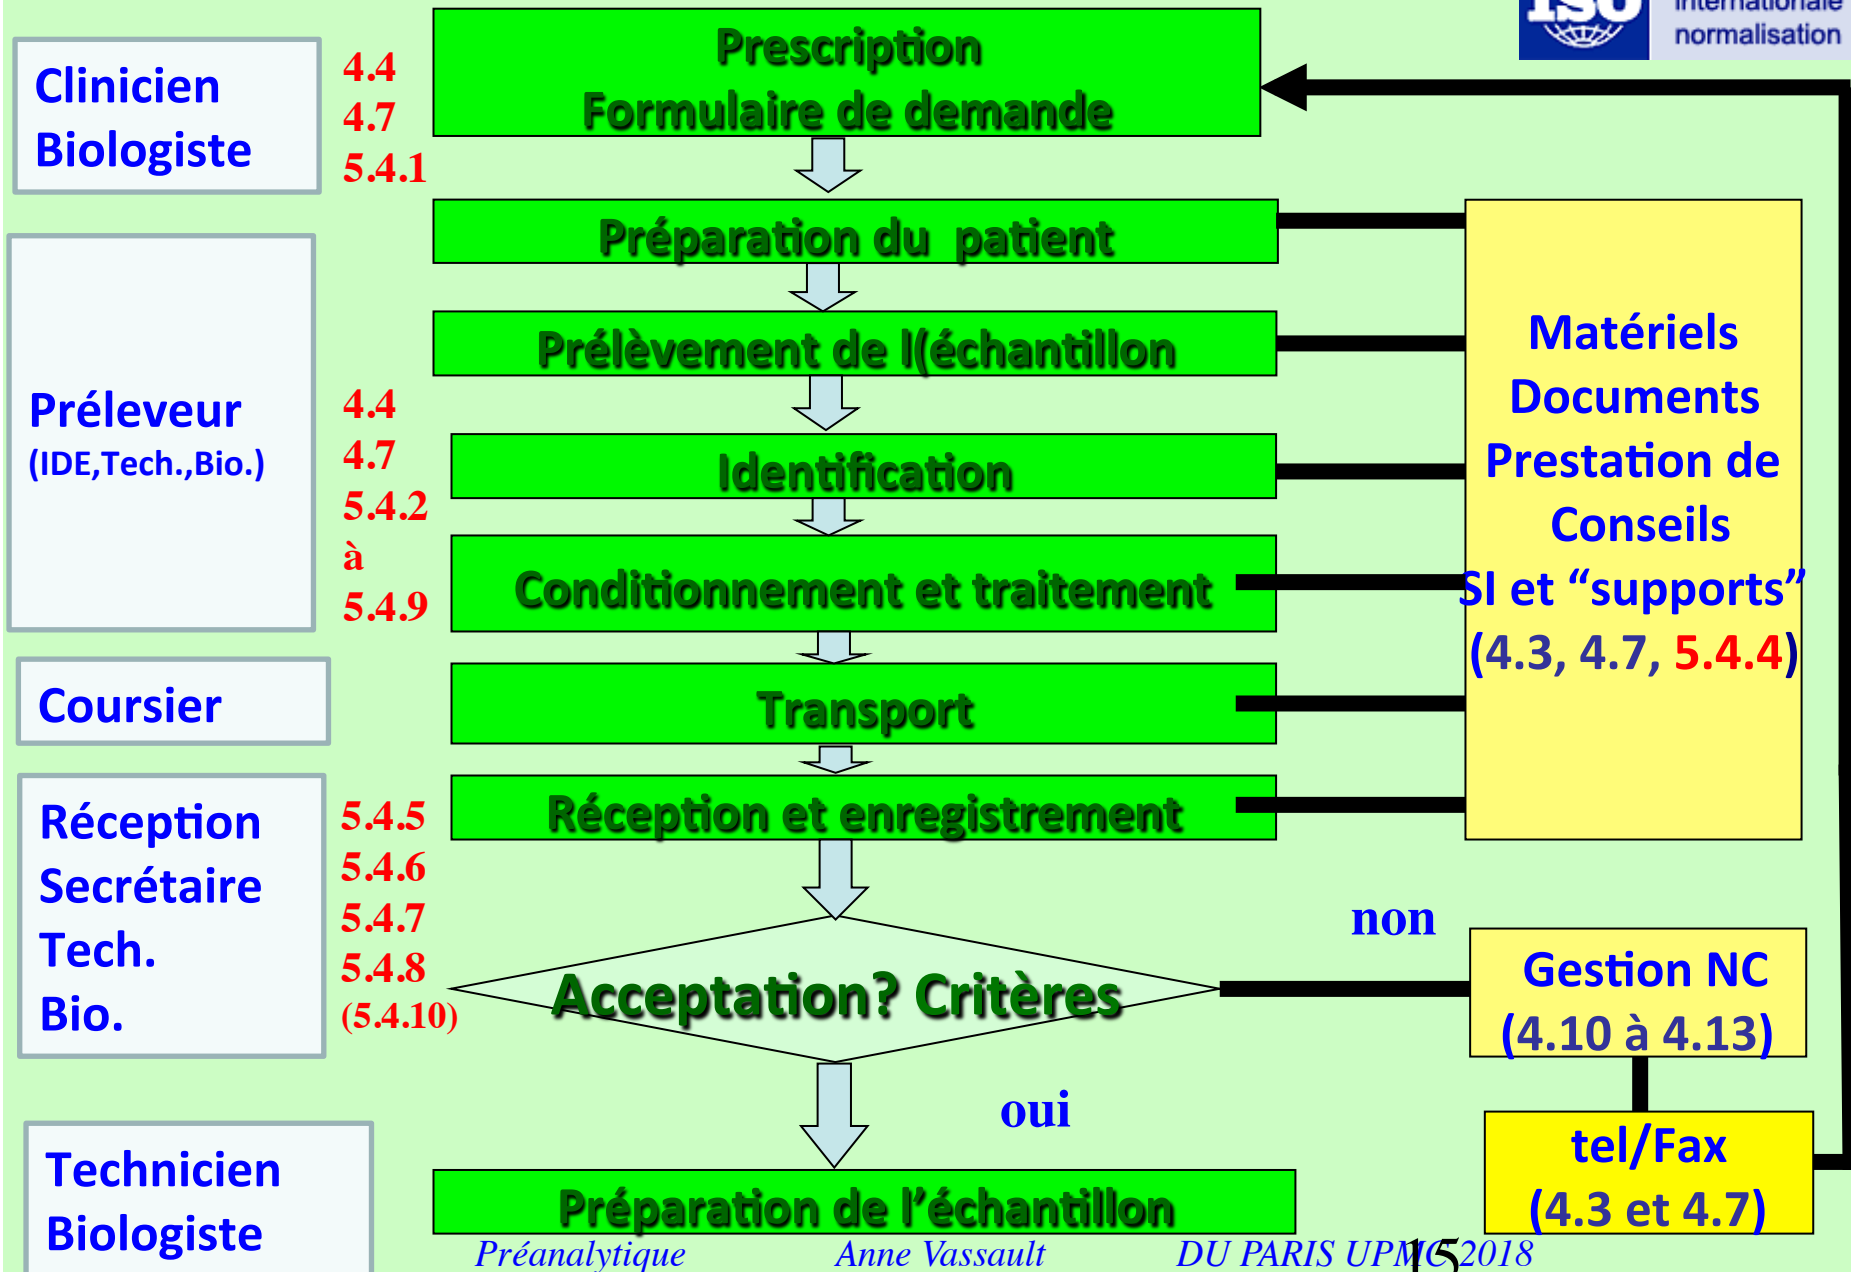 ISO
internationale
normalisation
Clinicien
Biologiste
4.4
4.7
5.4.1
Prescription
Formulaire de demande
Préparation du  patient
Prélèvement de l(échantillon
Préleveur
(IDE,Tech.,Bio.)
4.4
4.7
5.4.2
à
5.4.9
Identification
Conditionnement et traitement
Matériels
Documents
Prestation de
Conseils
SI et “supports”
(4.3, 4.7, 5.4.4)
Coursier
Transport
Réception
Secrétaire
Tech.
Bio.
5.4.5
5.4.6
5.4.7
5.4.8
(5.4.10)
Réception et enregistrement
Acceptation? Critères
non
Gestion NC
(4.10 à 4.13)
oui
tel/Fax
(4.3 et 4.7)
Technicien
Biologiste
Préparation de l’échantillon
Préanalytique Anne Vassault DU PARIS UPMC 2018
15